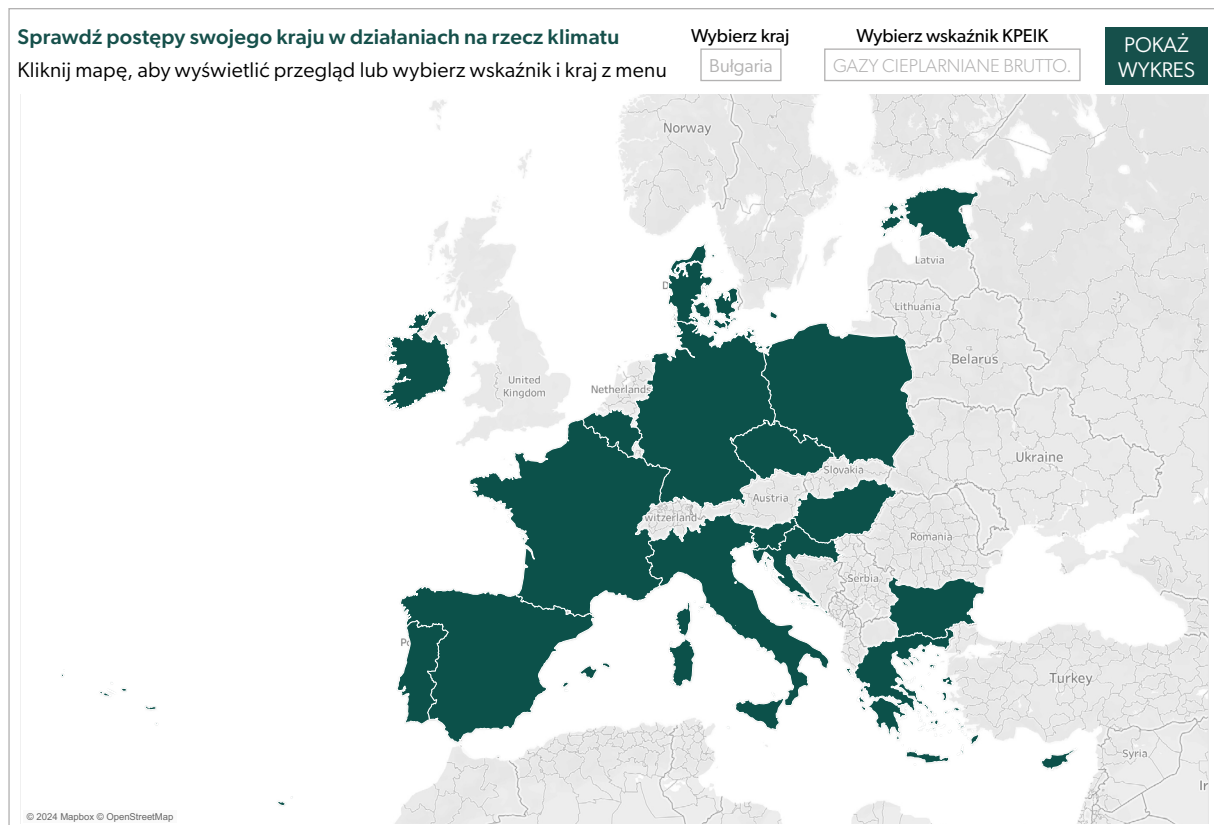 Sprawdź postępy swojego kraju w działaniach na rzecz klimatu
Kliknij mapę, aby wyświetlić przegląd lub wybierz wskaźnik i kraj z menu
Wybierz kraj
Bułgaria
Wybierz wskaźnik KPEIK
GAZY CIEPLARNIANE BRUTTO.
POKAŻ
WYKRES
Norway
Latvia
D
Lithuania
Belarus
United
Kingdom
Netherlands
Ukraine
Slovakia
Austria
witzerland
Romania
Serbia
P
Turkey
Syria
Ir
© 2024 Mapbox © OpenStreetMap